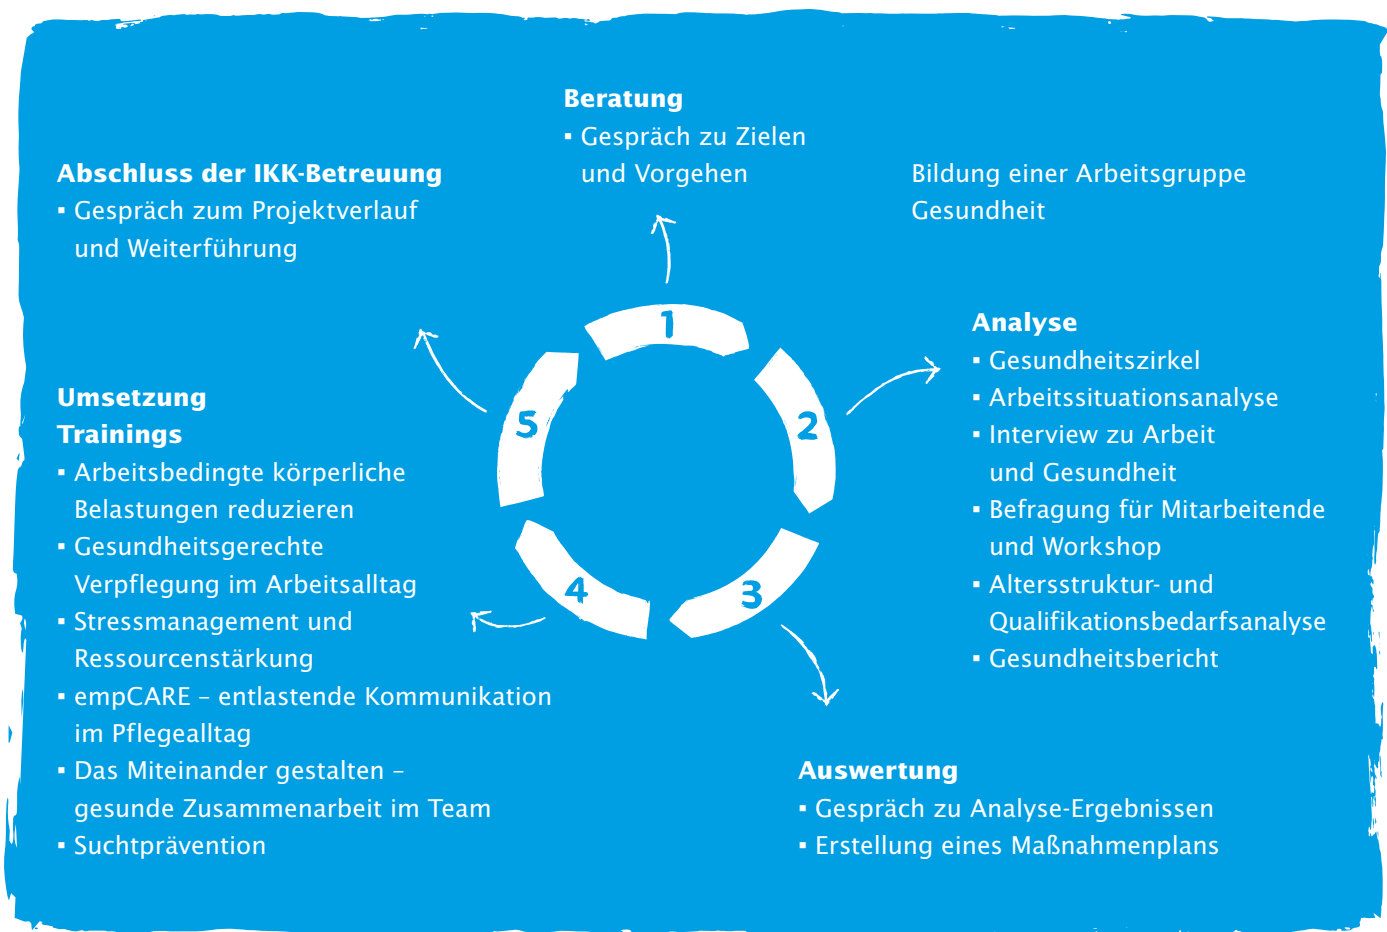 Beratung
▪ Gespräch zu Zielen
und Vorgehen
Bildung einer Arbeitsgruppe
Gesundheit
Abschluss der IKK-Betreuung
▪ Gespräch zum Projektverlauf
und Weiterführung
1
2
3
4
5
Analyse
▪ Gesundheitszirkel
▪ Arbeitssituationsanalyse
▪ Interview zu Arbeit
und Gesundheit
▪ Befragung für Mitarbeitende
und Workshop
▪ Altersstruktur- und
Qualifikationsbedarfsanalyse
▪ Gesundheitsbericht
Auswertung
▪ Gespräch zu Analyse-Ergebnissen
▪ Erstellung eines Maßnahmenplans
Umsetzung
Trainings
▪ Arbeitsbedingte körperliche
Belastungen reduzieren
▪ Gesundheitsgerechte
Verpflegung im Arbeitsalltag
▪ Stressmanagement und
Ressourcenstärkung
▪ empCARE – entlastende Kommunikation
im Pflegealltag
▪ Das Miteinander gestalten –
gesunde Zusammenarbeit im Team
▪ Suchtprävention